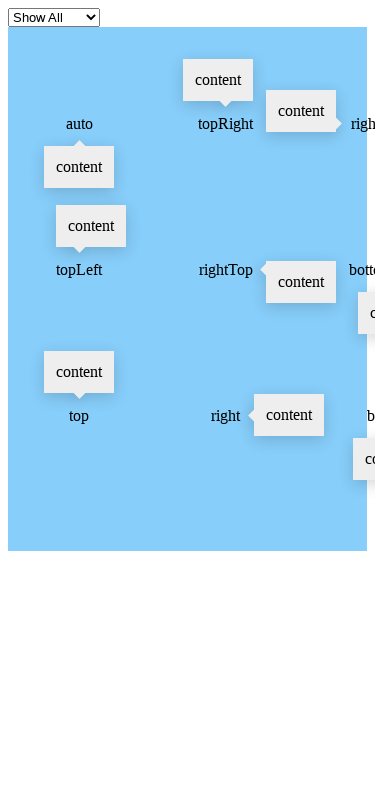 Show All
content
content
auto
topRight
righ
content
content
topLeft
rightTop
botto
content
c
content
top
right
content
b
co